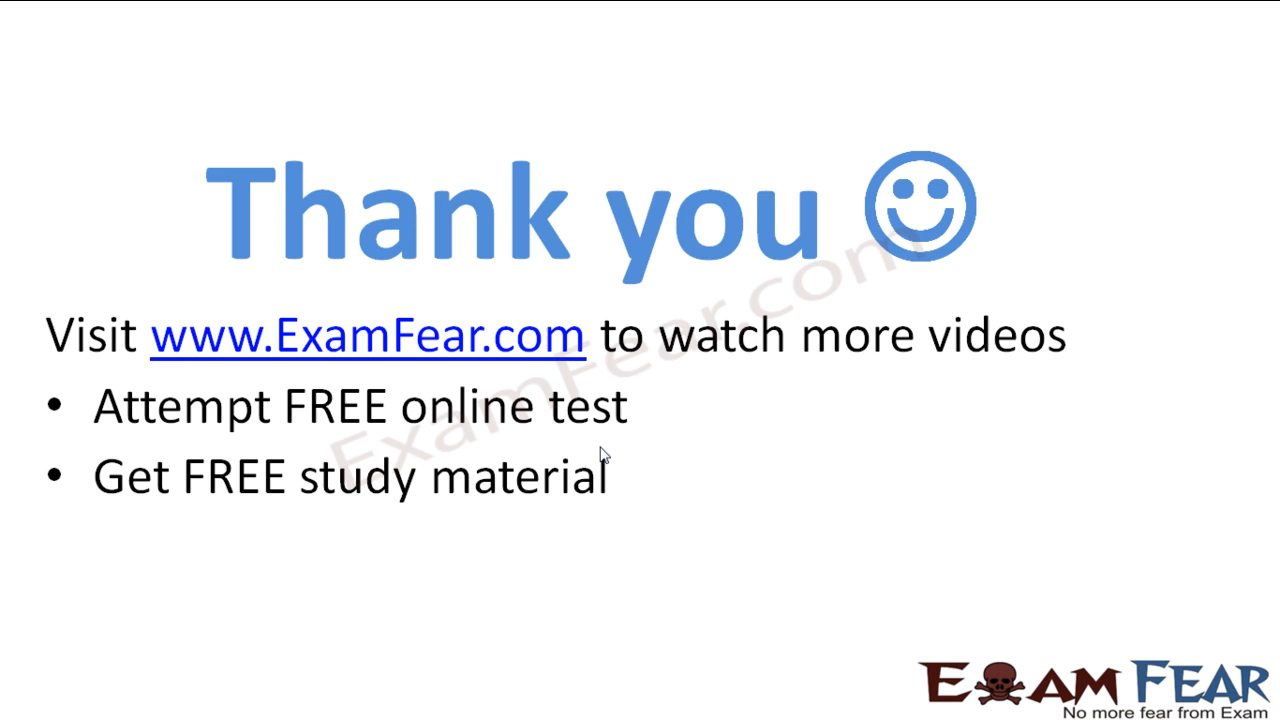 Thank you ☺
Visit www.ExamFear.com to watch more videos
• Attempt FREE online test
• Get FREE study material
ExamFear.com
EXAM FEAR
No more fear from Exam